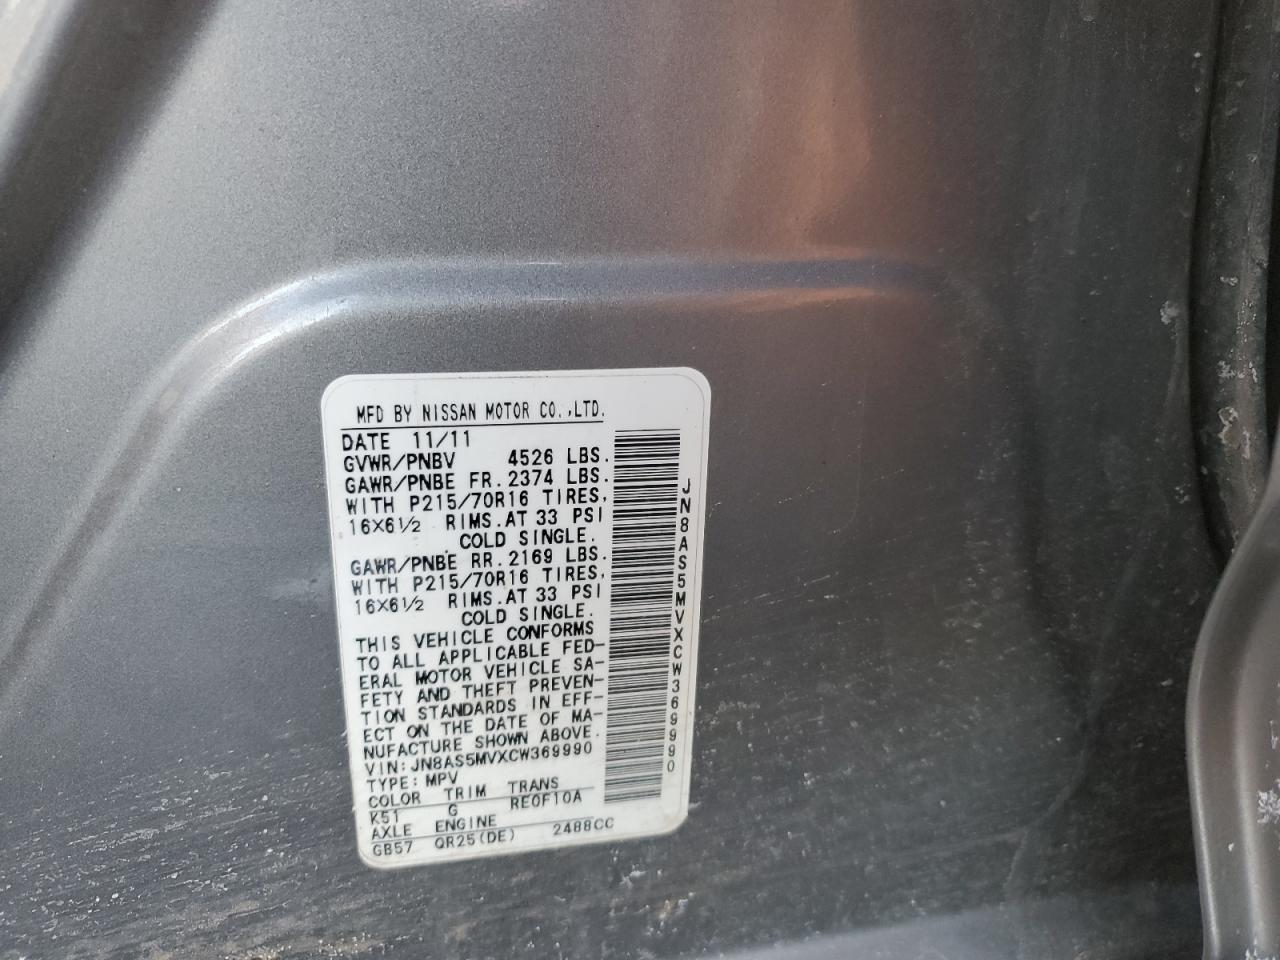 MFD BY NISSAN MOTOR CO.,LTD.
DATE 11/11
GVWR/PNBV 4526 LBS.
GAWR/PNBE FR. 2374 LBS.
WITH P215/70R16 TIRES,
16X6½ RIMS. AT 33 PSI
COLD SINGLE.
GAWR/PNBE RR. 2169 LBS.
WITH P215/70R16 TIRES,
16X6½ RIMS. AT 33 PSI
COLD SINGLE.
THIS VEHICLE CONFORMS
TO ALL APPLICABLE FED-
ERAL MOTOR VEHICLE SA-
FETY AND THEFT PREVEN-
TION STANDARDS IN EFF-
ECT ON THE DATE OF MA-
NUFACTURE SHOWN ABOVE.
VIN: JN8AS5MVXCW369990
TYPE: MPV
COLOR TRIM TRANS
K51 G RE0F10A
AXLE ENGINE
GB57 QR25(DE) 2488CC
JN8AS5MVXCW369990